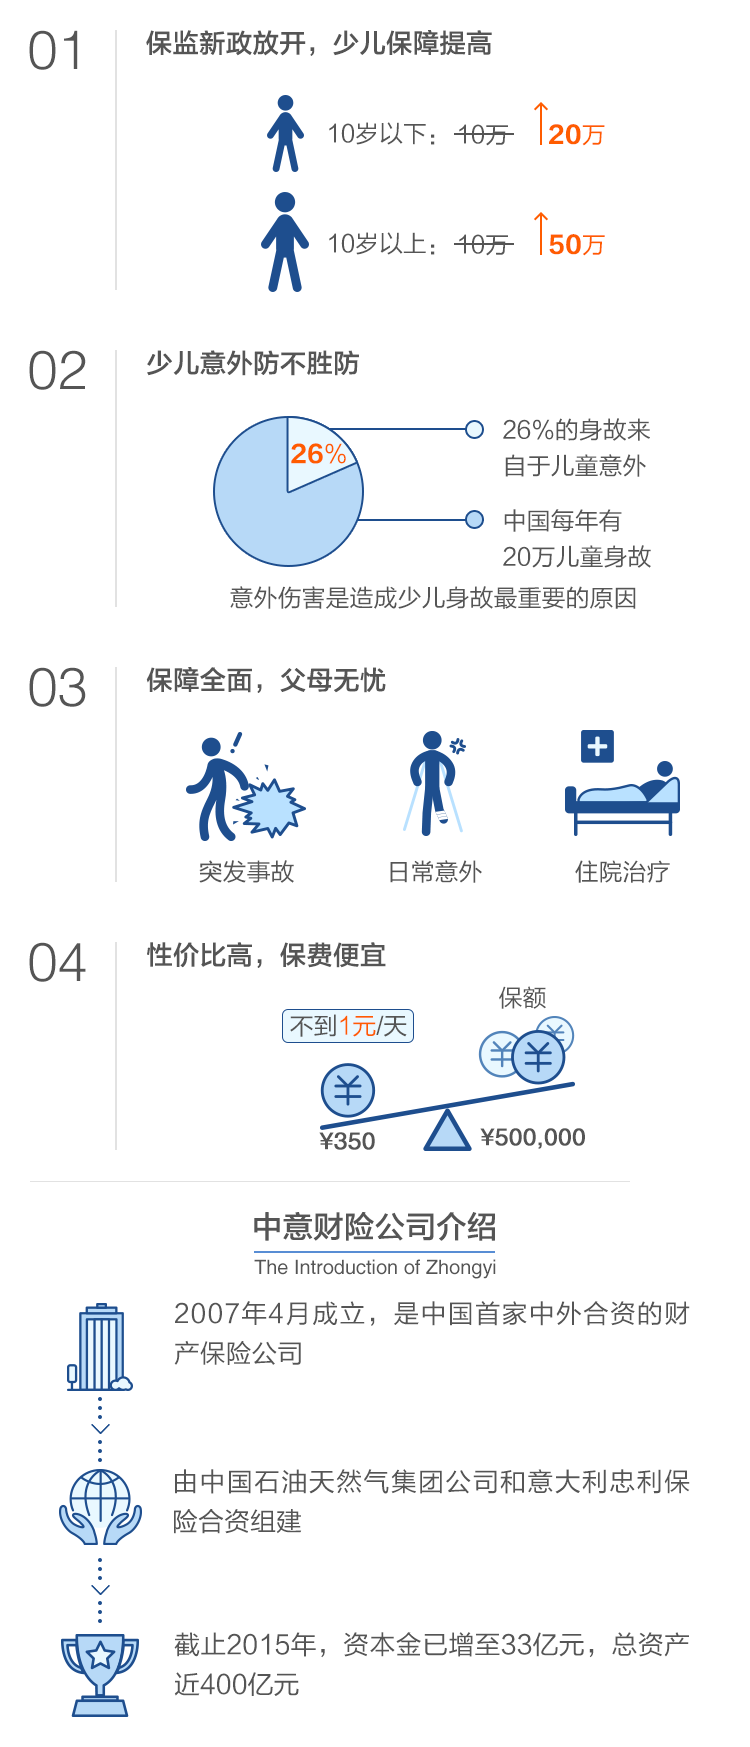 01
保监新政放开，少儿保障提高
10岁以下：10万 20万
10岁以上：10万 50万
02
少儿意外防不胜防
26%
26%的身故来
自于儿童意外
中国每年有
20万儿童身故
意外伤害是造成少儿身故最重要的原因
03
保障全面，父母无忧
突发事故
日常意外
住院治疗
04
性价比高，保费便宜
保额
不到1元/天
¥
¥
¥
¥
¥350
¥500,000
中意财险公司介绍
The Introduction of Zhongyi
2007年4月成立，是中国首家中外合资的财
产保险公司
由中国石油天然气集团公司和意大利忠利保
险合资组建
截止2015年，资本金已增至33亿元，总资产
近400亿元